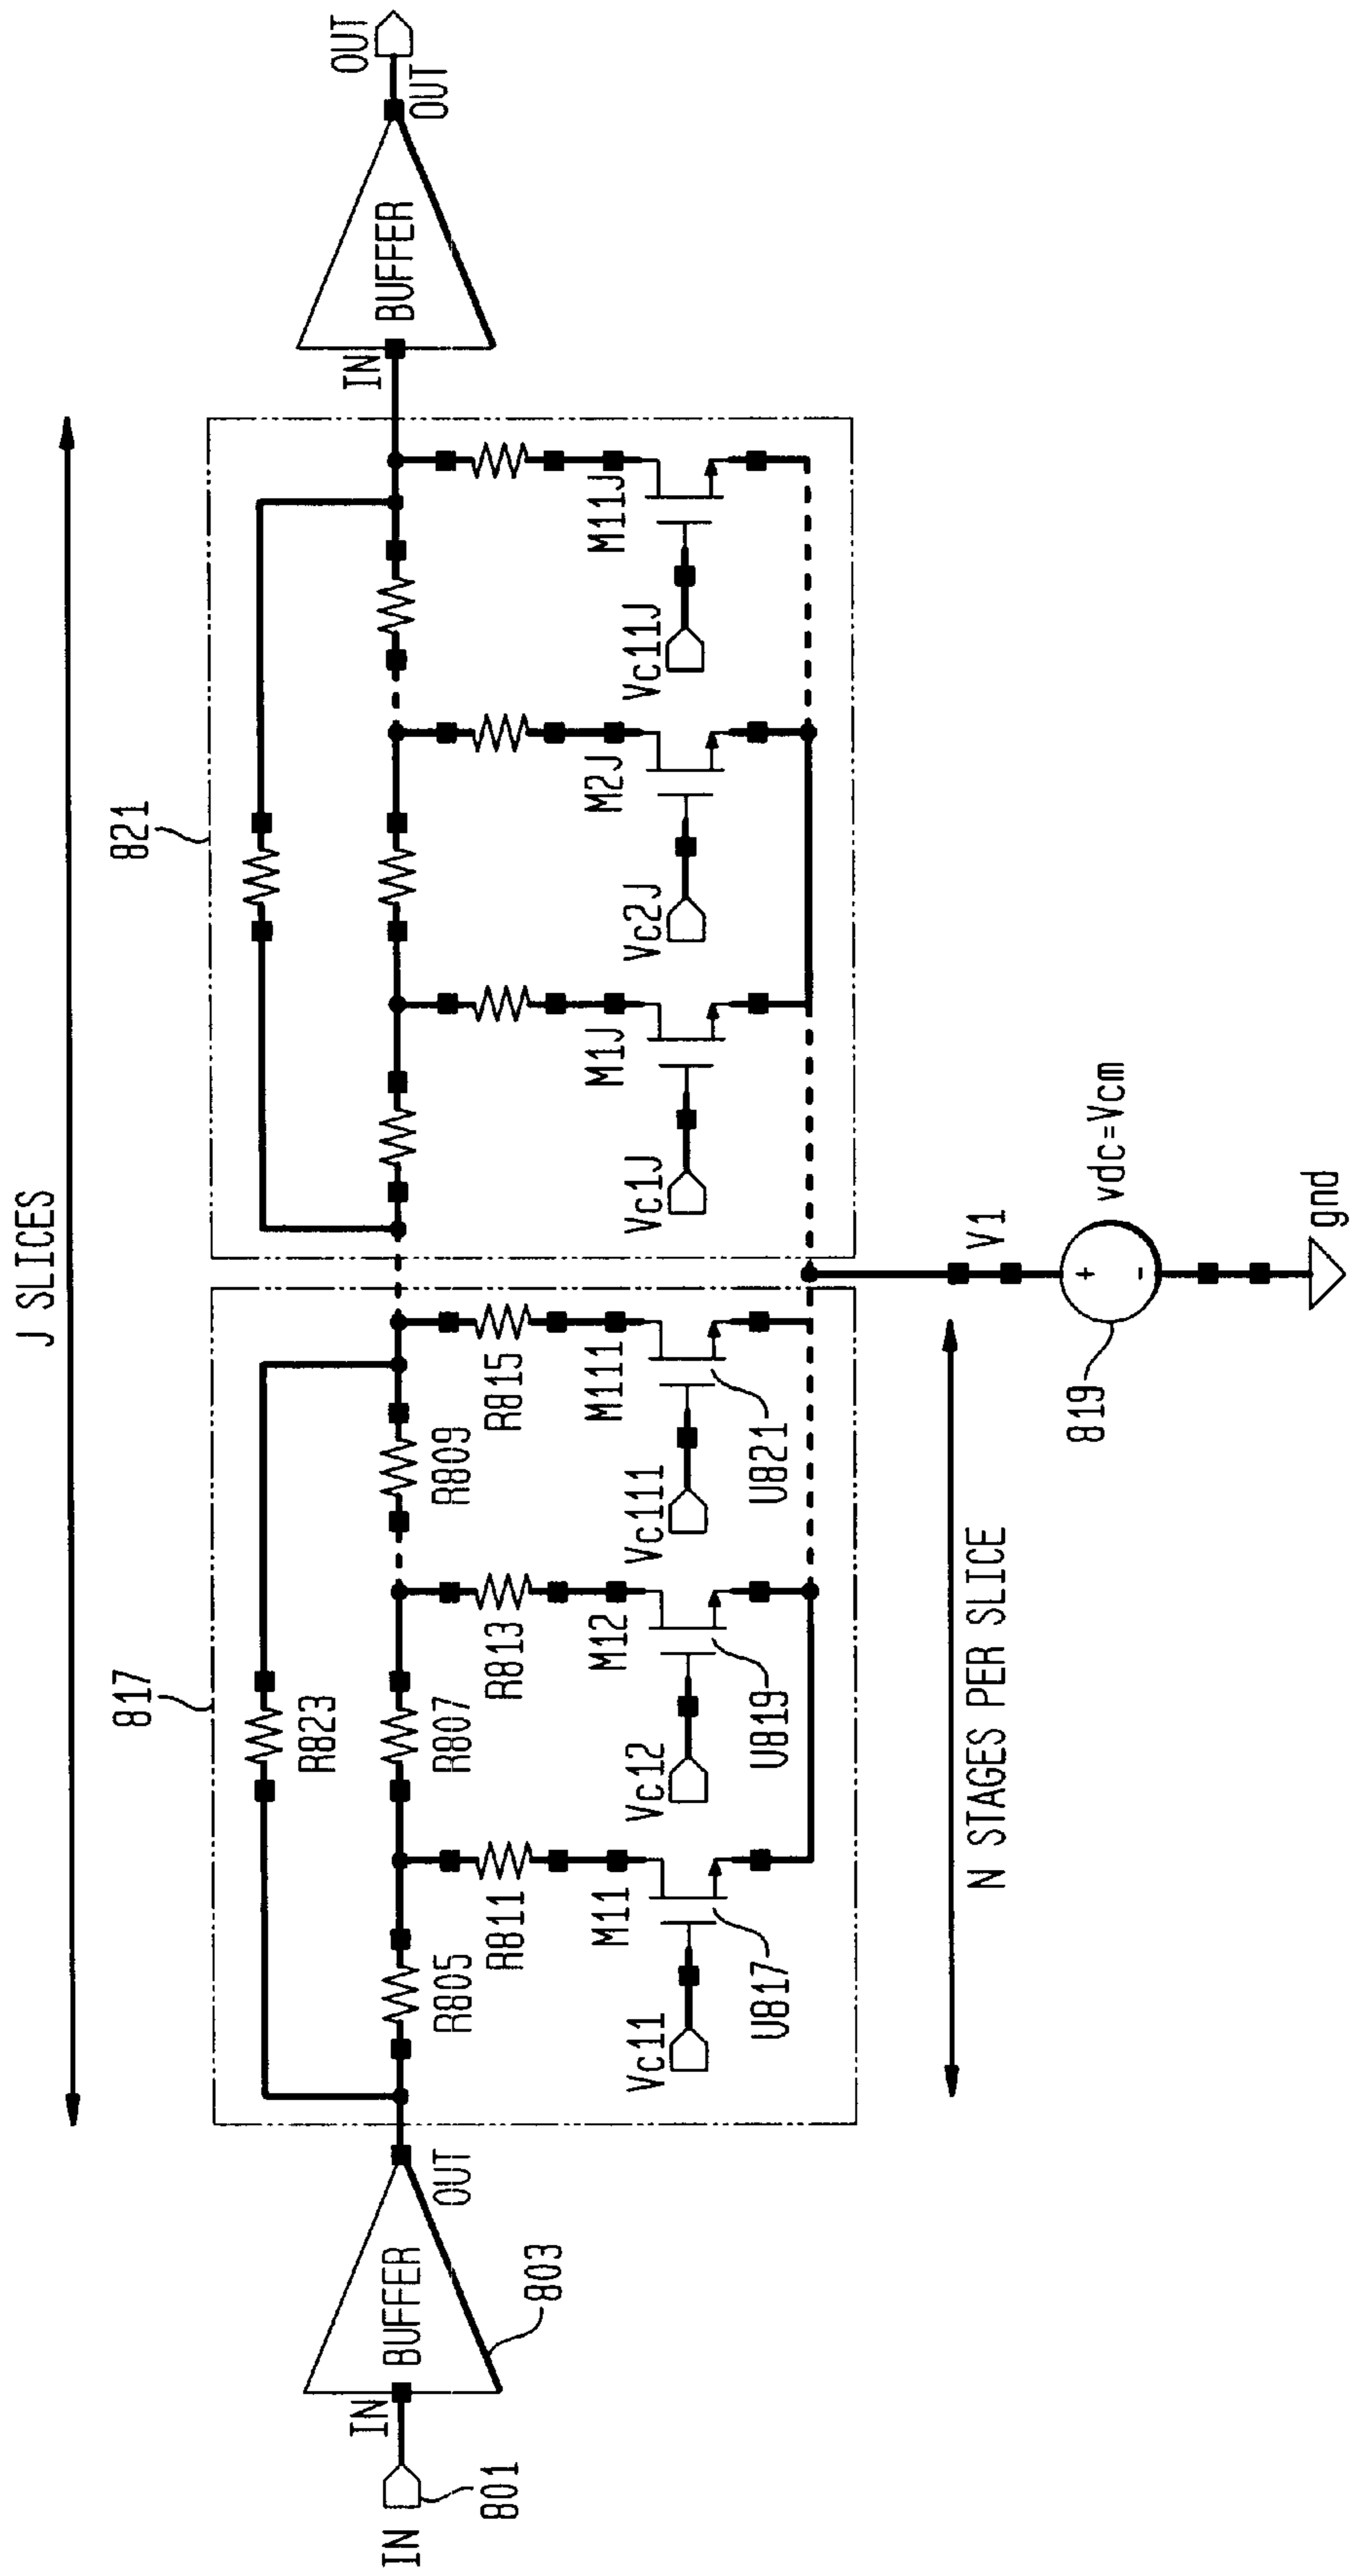 J SLICES
817
821
R823
IN
IN
BUFFER
OUT
801
803
R805
R807
R809
R811
R813
R815
IN
BUFFER
OUT
OUT
M11
M12
M111
M1J
M2J
M11J
Vc11
Vc12
Vc111
Vc1J
Vc2J
Vc11J
U817
U819
U821
N STAGES PER SLICE
V1
+
-
vdc=Vcm
819
gnd